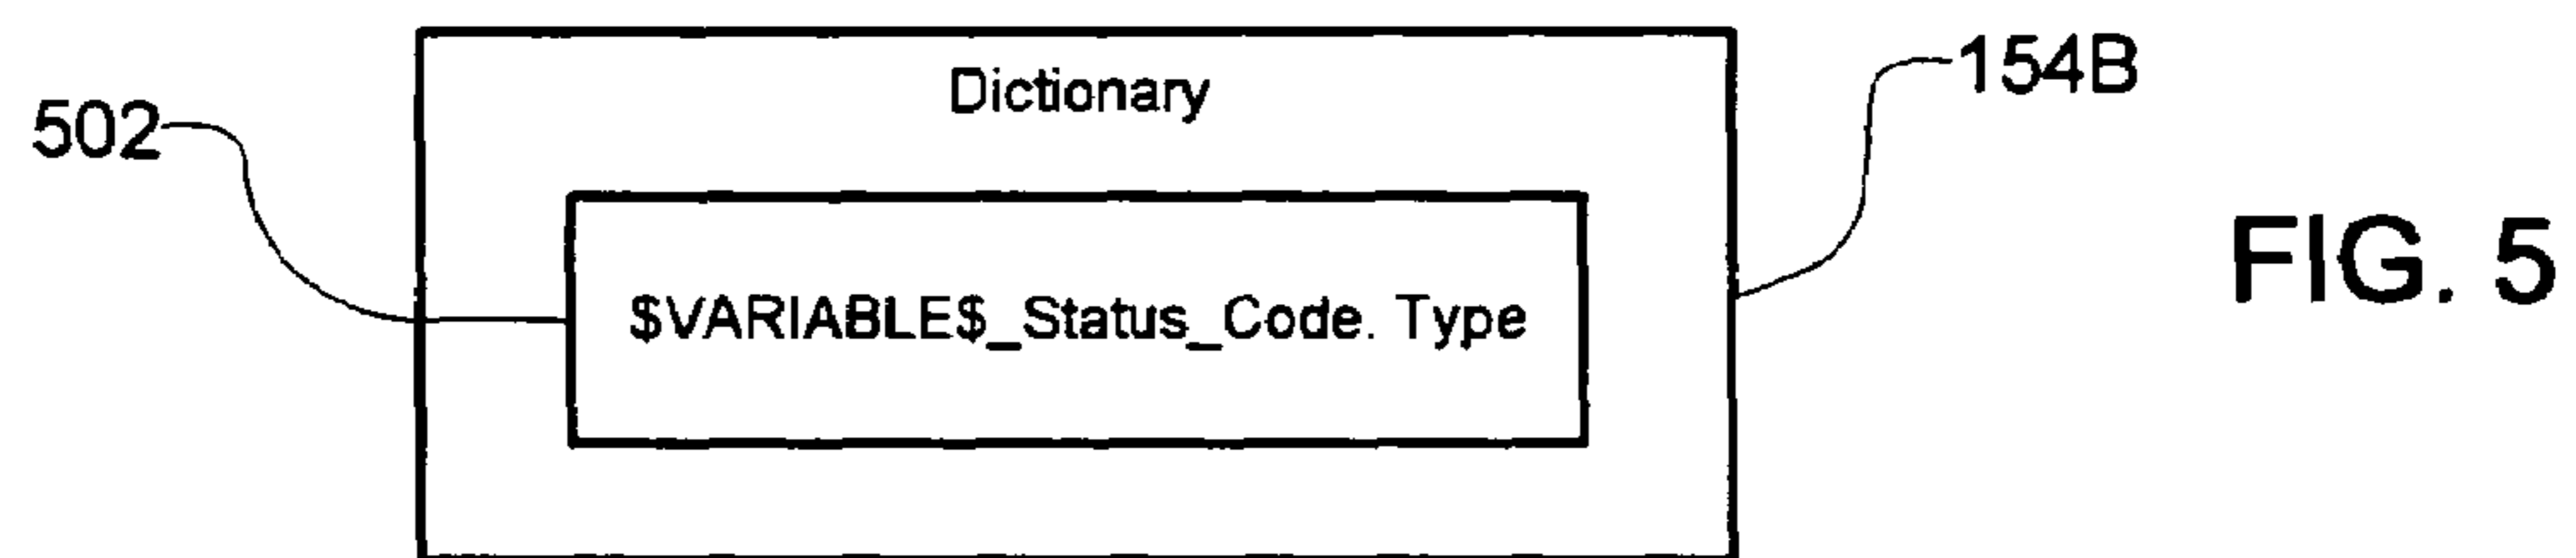 Dictionary
154B
502
$VARIABLE$_Status_Code. Type
FIG. 5